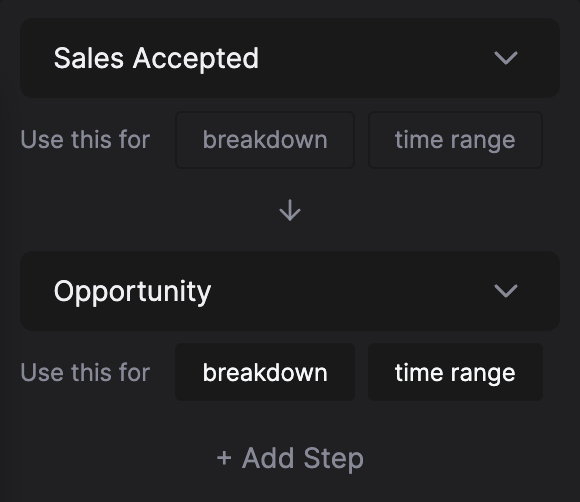 Sales Accepted
Use this for breakdown time range
Opportunity
Use this for breakdown time range
+ Add Step